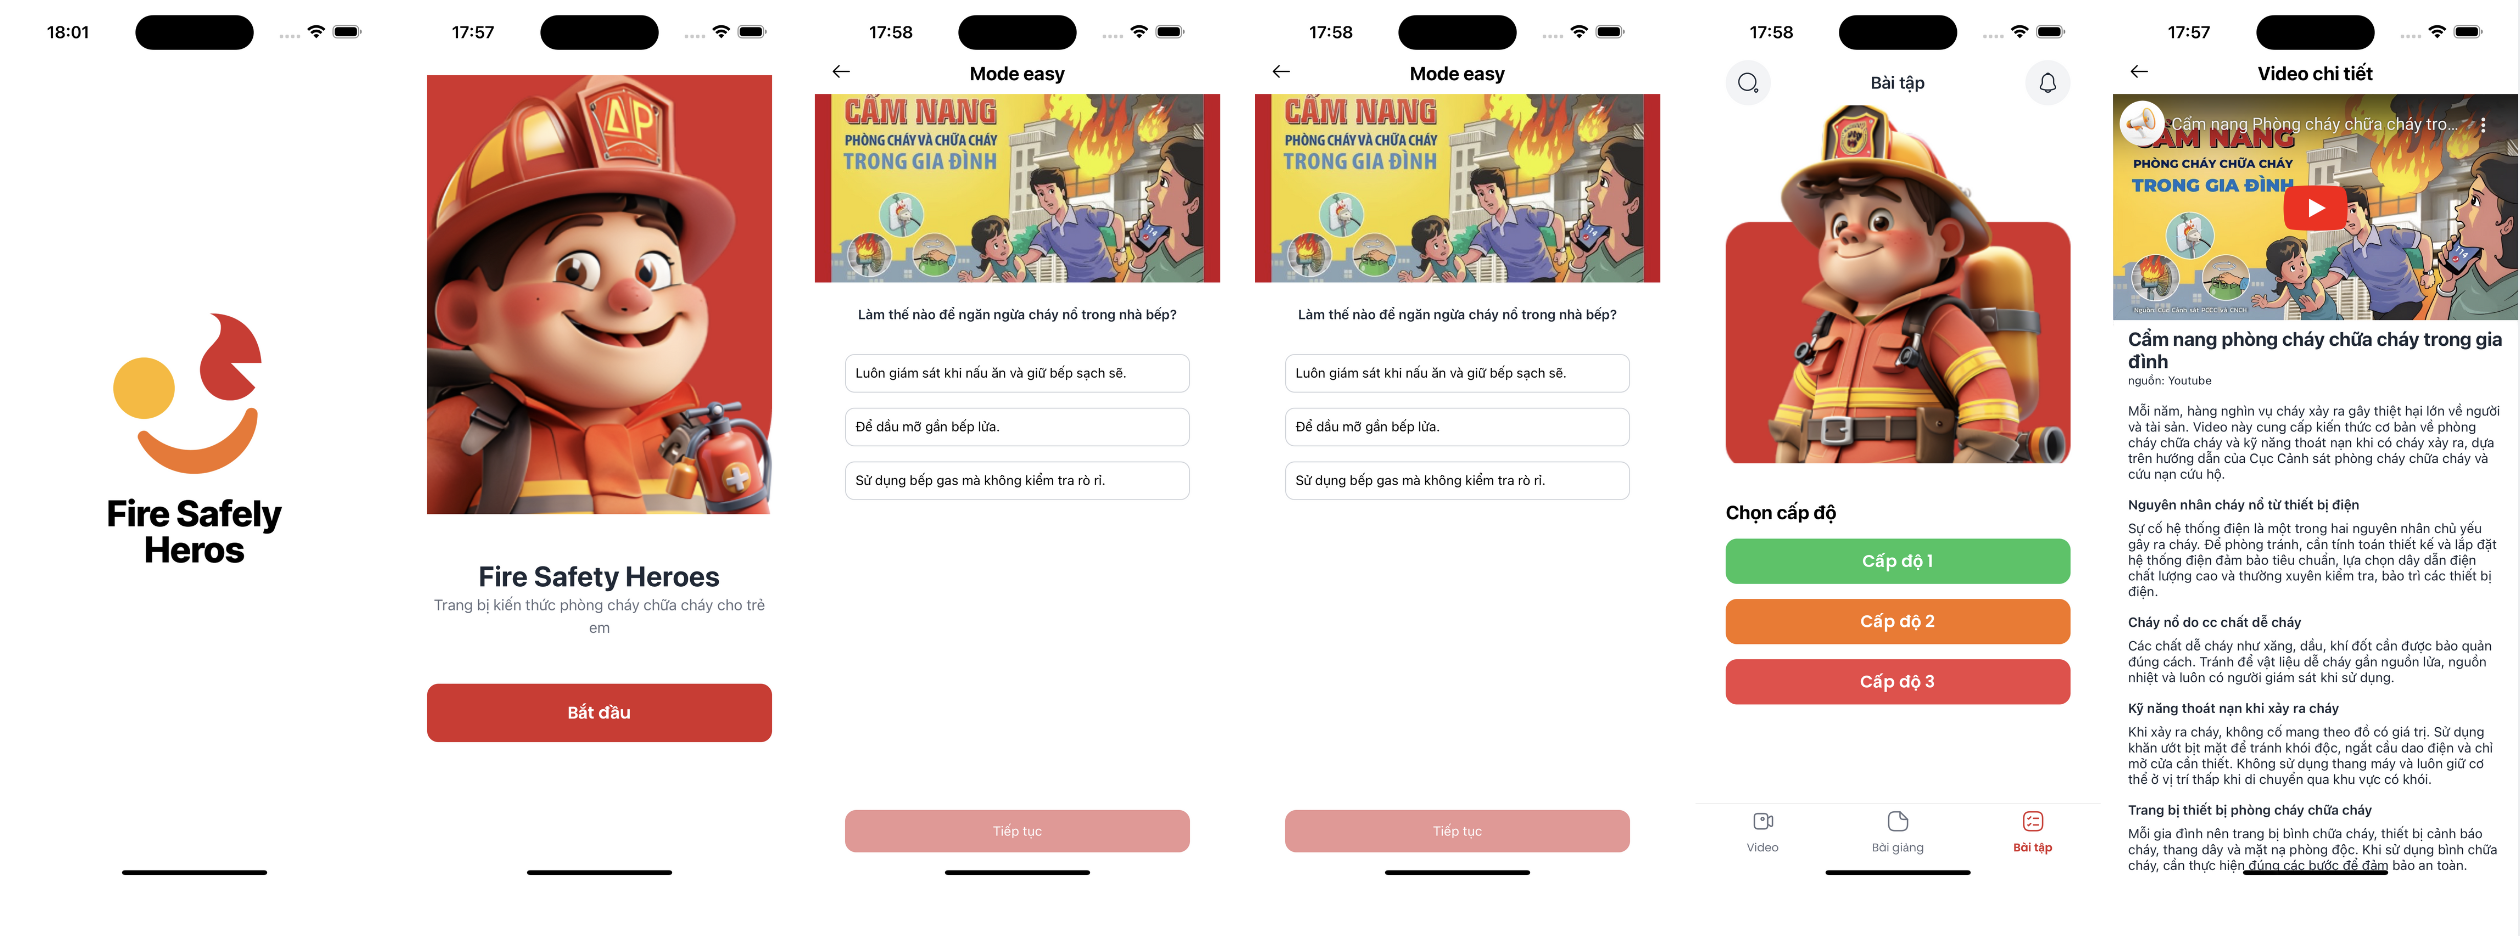 18:01
Fire Safely
Heros
17:57
ΔP
Fire Safety Heroes
Trang bị kiến thức phòng cháy chữa cháy cho trẻ
em
Bắt đầu
17:58
Mode easy
CẨM NANG
PHÒNG CHÁY VÀ CHỮA CHÁY
TRONG GIA ĐÌNH
114
Làm thế nào để ngăn ngừa cháy nổ trong nhà bếp?
Luôn giám sát khi nấu ăn và giữ bếp sạch sẽ.
Để dầu mỡ gần bếp lửa.
Sử dụng bếp gas mà không kiểm tra rò rỉ.
Tiếp tục
17:58
Mode easy
CẨM NANG
PHÒNG CHÁY VÀ CHỮA CHÁY
TRONG GIA ĐÌNH
114
Làm thế nào để ngăn ngừa cháy nổ trong nhà bếp?
Luôn giám sát khi nấu ăn và giữ bếp sạch sẽ.
Để dầu mỡ gần bếp lửa.
Sử dụng bếp gas mà không kiểm tra rò rỉ.
Tiếp tục
17:58
Bài tập
Chọn cấp độ
Cấp độ 1
Cấp độ 2
Cấp độ 3
Video
Bài giảng
Bài tập
17:57
Video chi tiết
Cẩm nang Phòng cháy chữa cháy tro...
CẨM NANG
PHÒNG CHÁY CHỮA CHÁY
TRONG GIA ĐÌNH
114
Nguồn: Cục Cảnh sát PCCC và CNCH
Cẩm nang phòng cháy chữa cháy trong gia
đình
nguồn: Youtube
Mỗi năm, hàng nghìn vụ cháy xảy ra gây thiệt hại lớn về người
và tài sản. Video này cung cấp kiến thức cơ bản về phòng
cháy chữa cháy và kỹ năng thoát nạn khi có cháy xảy ra, dựa
trên hướng dẫn của Cục Cảnh sát phòng cháy chữa cháy và
cứu nạn cứu hộ.
Nguyên nhân cháy nổ từ thiết bị điện
Sự cố hệ thống điện là một trong hai nguyên nhân chủ yếu
gây ra cháy. Để phòng tránh, cần tính toán thiết kế và lắp đặt
hệ thống điện đảm bảo tiêu chuẩn, lựa chọn dây dẫn điện
chất lượng cao và thường xuyên kiểm tra, bảo trì các thiết bị
điện.
Cháy nổ do cc chất dễ cháy
Các chất dễ cháy như xăng, dầu, khí đốt cần được bảo quản
đúng cách. Tránh để vật liệu dễ cháy gần nguồn lửa, nguồn
nhiệt và luôn có người giám sát khi sử dụng.
Kỹ năng thoát nạn khi xảy ra cháy
Khi xảy ra cháy, không cố mang theo đồ có giá trị. Sử dụng
khăn ướt bịt mặt để tránh khói độc, ngắt cầu dao điện và chỉ
mở cửa cần thiết. Không sử dụng thang máy và luôn giữ cơ
thể ở vị trí thấp khi di chuyển qua khu vực có khói.
Trang bị thiết bị phòng cháy chữa cháy
Mỗi gia đình nên trang bị bình chữa cháy, thiết bị cảnh báo
cháy, thang dây và mặt nạ phòng độc. Khi sử dụng bình chữa
cháy, cần thực hiện đúng các bước để đảm bảo an toàn.